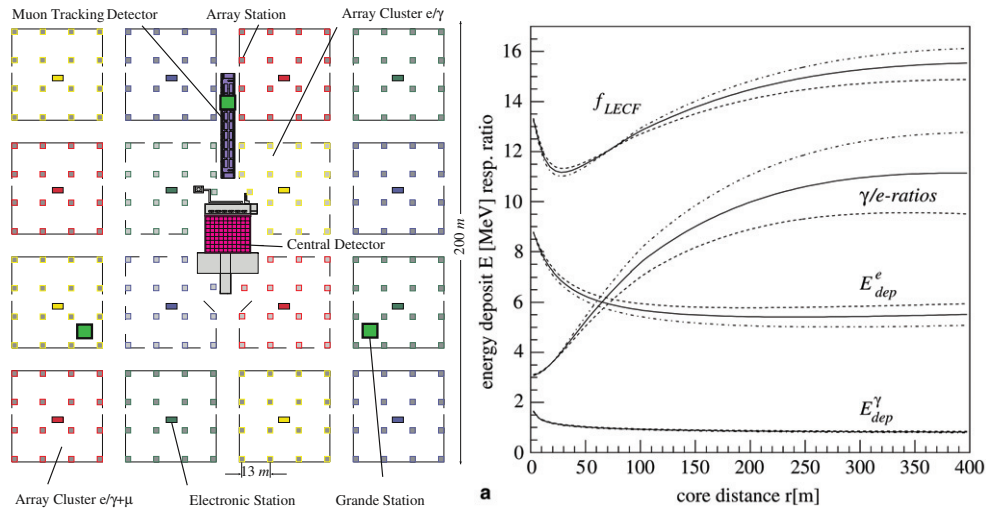 Muon Tracking Detector
Array Station
Array Cluster e/γ
200 m
Central Detector
13 m
Array Cluster e/γ+μ
Electronic Station
Grande Station
energy deposit E [MeV] resp. ratio
16
14
12
10
8
6
4
2
0
f_LECF
γ/e-ratios
E^e_dep
E^γ_dep
0 50 100 150 200 250 300 350 400
a
core distance r[m]